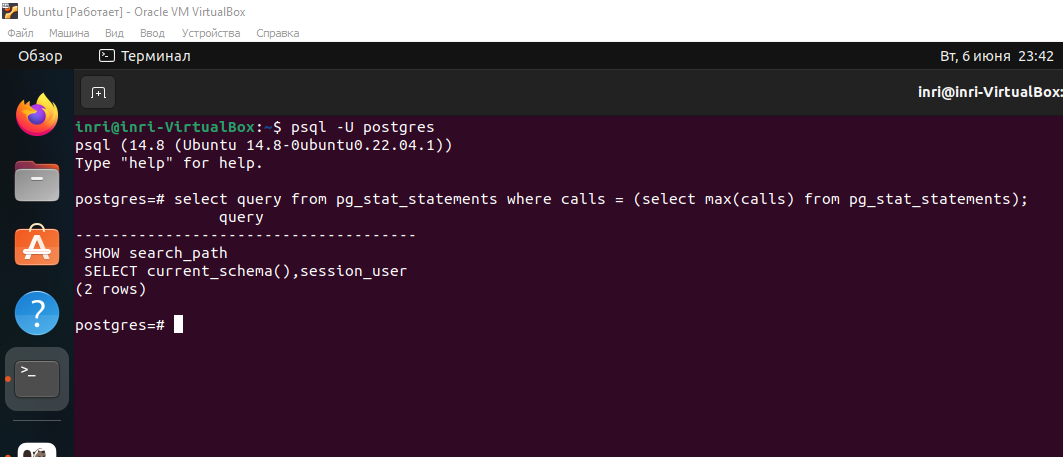 Ubuntu [Работает] - Oracle VM VirtualBox
Файл Машина Вид Ввод Устройства Справка
Обзор Терминал Вт, 6 июня 23:42
inri@inri-VirtualBox:
inri@inri-VirtualBox:~$ psql -U postgres
psql (14.8 (Ubuntu 14.8-0ubuntu0.22.04.1))
Type "help" for help.
postgres=# select query from pg_stat_statements where calls = (select max(calls) from pg_stat_statements);
query
--------------------------------------
SHOW search_path
SELECT current_schema(),session_user
(2 rows)
postgres=#